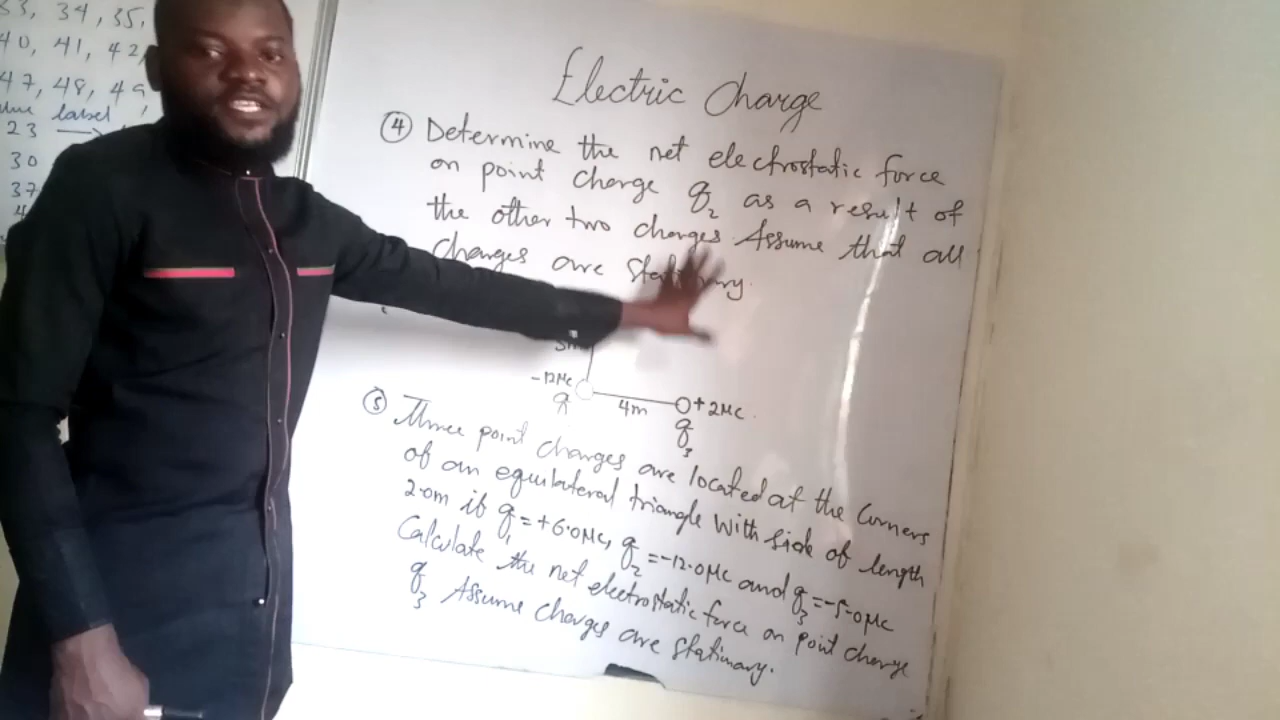 33, 34, 35,
40, 41, 42,
47, 48, 49
label
23 →
30
37
Electric Charge
④ Determine the net electrostatic force
on point charge q2 as a result of
the other two charges. Assume that all
charges are stationary.
3m
-12μc
q1
4m
+2μc
q3
⑤ Three point charges are located at the Corners
of an equilateral triangle with side of length
2.0m if q1=+6.0μc, q2=-12.0μc and q3=-5.0μc
Calculate the net electrostatic force on point charge
q3 Assume charges are stationary.